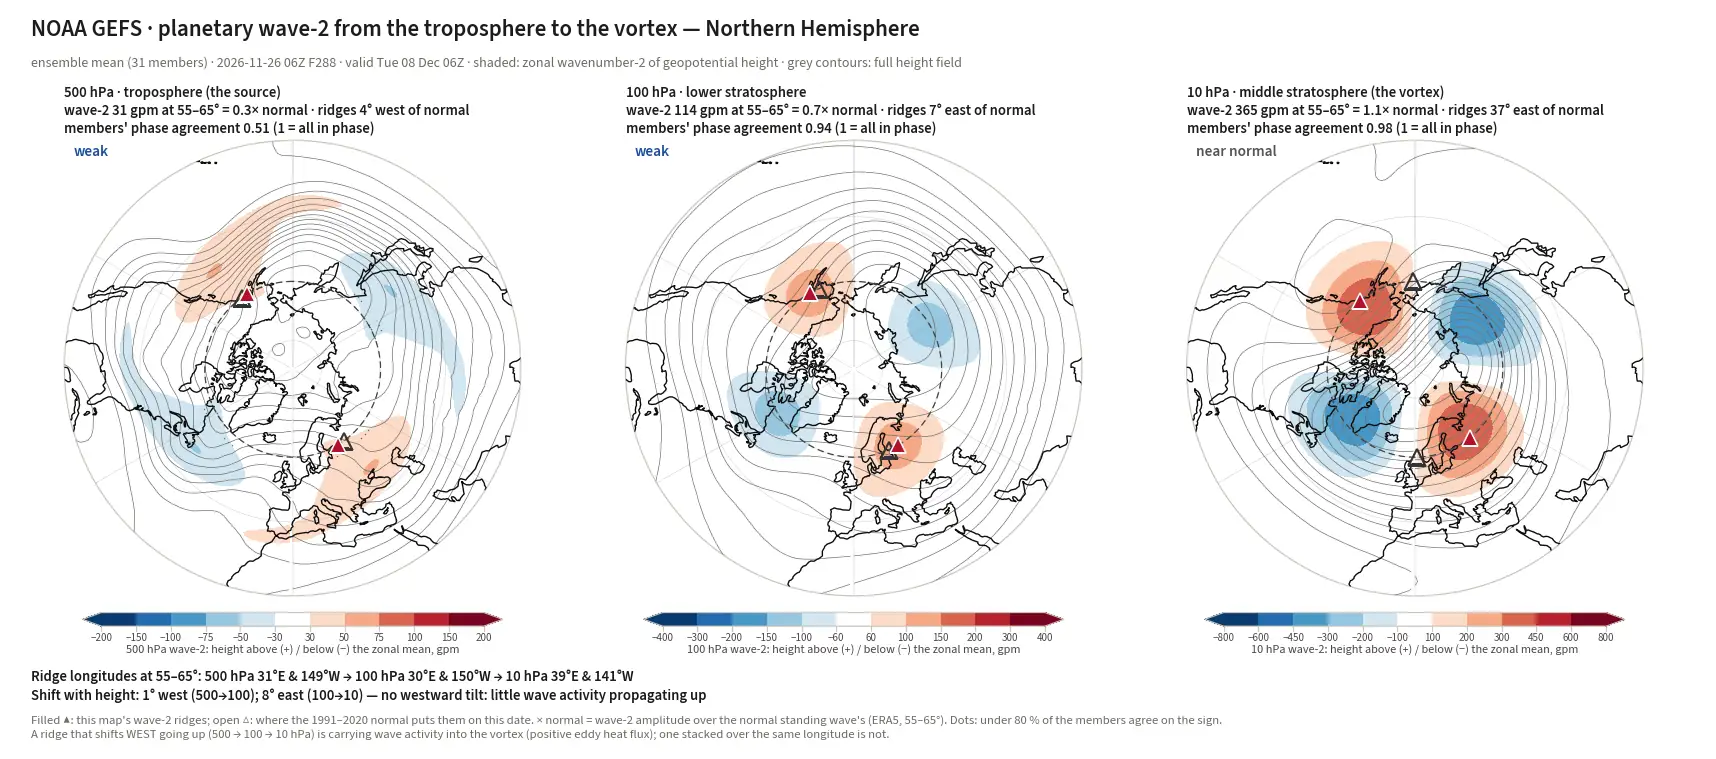 NOAA GEFS · planetary wave-2 from the troposphere to the vortex — Northern Hemisphere
ensemble mean (31 members) · 2026-11-26 06Z F288 · valid Tue 08 Dec 06Z · shaded: zonal wavenumber-2 of geopotential height · grey contours: full height field
500 hPa · troposphere (the source)
wave-2 31 gpm at 55–65° = 0.3× normal · ridges 4° west of normal
members' phase agreement 0.51 (1 = all in phase)
weak
100 hPa · lower stratosphere
wave-2 114 gpm at 55–65° = 0.7× normal · ridges 7° east of normal
members' phase agreement 0.94 (1 = all in phase)
weak
10 hPa · middle stratosphere (the vortex)
wave-2 365 gpm at 55–65° = 1.1× normal · ridges 37° east of normal
members' phase agreement 0.98 (1 = all in phase)
near normal
−200 −150 −100 −75 −50 −30 30 50 75 100 150 200
500 hPa wave-2: height above (+) / below (−) the zonal mean, gpm
−400 −300 −200 −150 −100 −60 60 100 150 200 300 400
100 hPa wave-2: height above (+) / below (−) the zonal mean, gpm
−800 −600 −450 −300 −200 −100 100 200 300 450 600 800
10 hPa wave-2: height above (+) / below (−) the zonal mean, gpm
Ridge longitudes at 55–65°: 500 hPa 31°E & 149°W → 100 hPa 30°E & 150°W → 10 hPa 39°E & 141°W
Shift with height: 1° west (500→100); 8° east (100→10) — no westward tilt: little wave activity propagating up
Filled ▲: this map's wave-2 ridges; open △: where the 1991–2020 normal puts them on this date. × normal = wave-2 amplitude over the normal standing wave's (ERA5, 55–65°). Dots: under 80 % of the members agree on the sign.
A ridge that shifts WEST going up (500 → 100 → 10 hPa) is carrying wave activity into the vortex (positive eddy heat flux); one stacked over the same longitude is not.